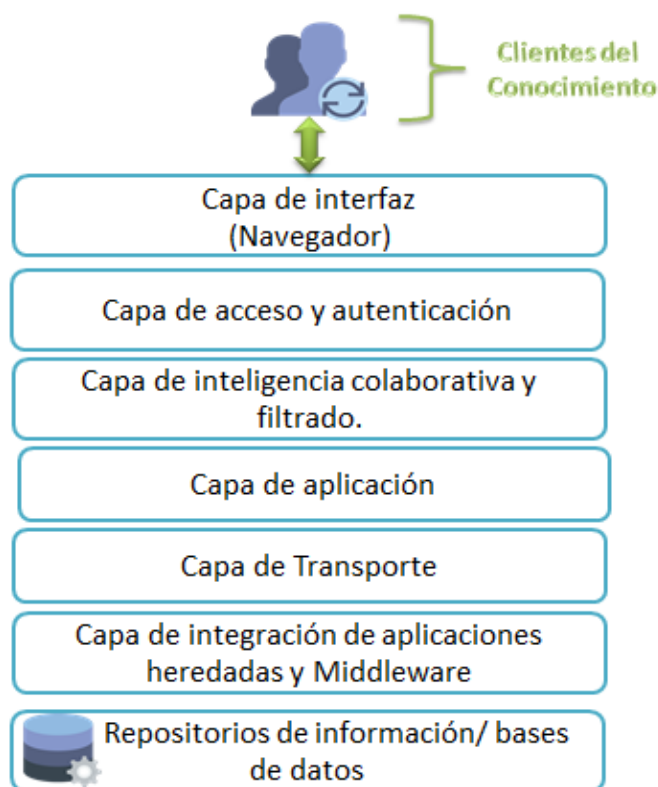 Clientes del
Conocimiento
Capa de interfaz
(Navegador)
Capa de acceso y autenticación
Capa de inteligencia colaborativa y
filtrado.
Capa de aplicación
Capa de Transporte
Capa de integración de aplicaciones
heredadas y Middleware
Repositorios de información/ bases
de datos